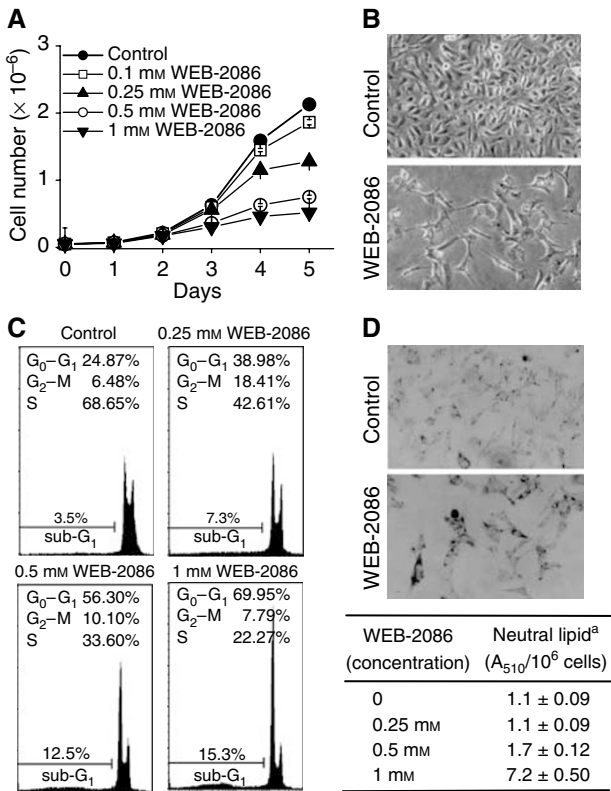 A
Cell number (× 10⁻⁶)
3
2
1
0
Control
0.1 mM WEB-2086
0.25 mM WEB-2086
0.5 mM WEB-2086
1 mM WEB-2086
0 1 2 3 4 5
Days
B
Control
WEB-2086
C
Control
G₀–G₁ 24.87%
G₂–M 6.48%
S 68.65%
3.5%
sub-G₁
0.25 mM WEB-2086
G₀–G₁ 38.98%
G₂–M 18.41%
S 42.61%
7.3%
sub-G₁
0.5 mM WEB-2086
G₀–G₁ 56.30%
G₂–M 10.10%
S 33.60%
12.5%
sub-G₁
1 mM WEB-2086
G₀–G₁ 69.95%
G₂–M 7.79%
S 22.27%
15.3%
sub-G₁
D
Control
WEB-2086
WEB-2086 Neutral lipidᵃ
(concentration) (A₅₁₀/10⁶ cells)
0 1.1 ± 0.09
0.25 mM 1.1 ± 0.09
0.5 mM 1.7 ± 0.12
1 mM 7.2 ± 0.50